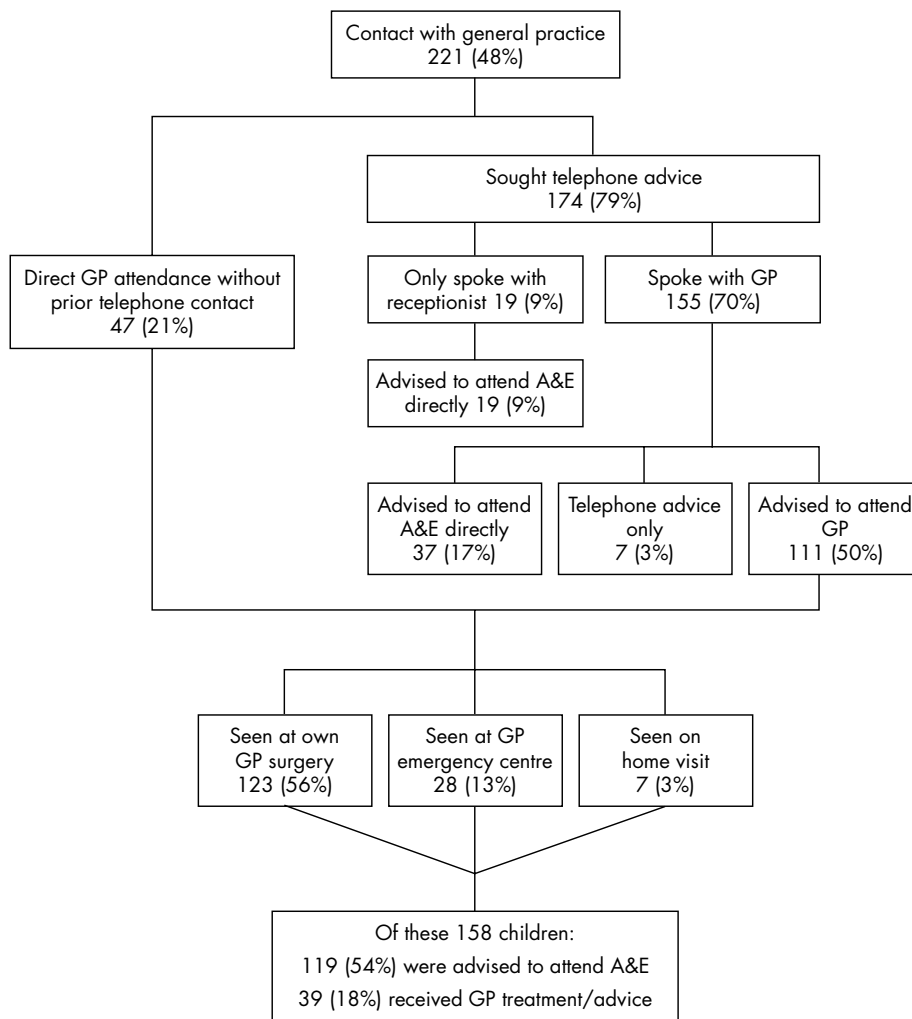 Contact with general practice
221 (48%)
Sought telephone advice
174 (79%)
Direct GP attendance without
prior telephone contact
47 (21%)
Only spoke with
receptionist 19 (9%)
Spoke with GP
155 (70%)
Advised to attend A&E
directly 19 (9%)
Advised to attend
A&E directly
37 (17%)
Telephone advice
only
7 (3%)
Advised to attend
GP
111 (50%)
Seen at own
GP surgery
123 (56%)
Seen at GP
emergency centre
28 (13%)
Seen on
home visit
7 (3%)
Of these 158 children:
119 (54%) were advised to attend A&E
39 (18%) received GP treatment/advice